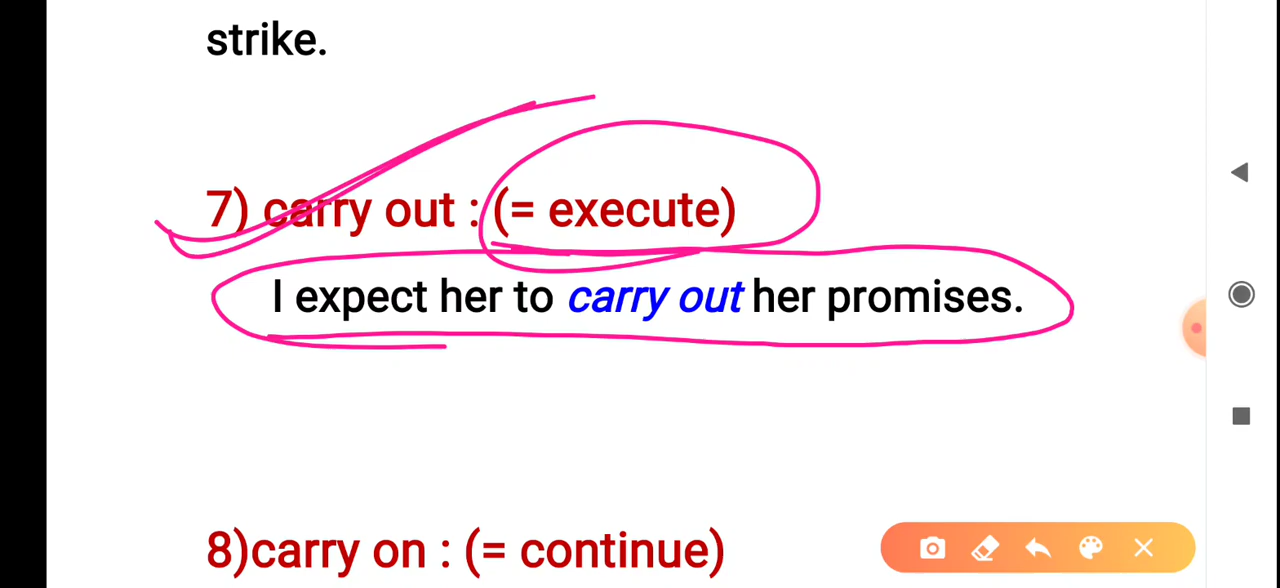 strike.
7) carry out : (= execute)
I expect her to carry out her promises.
8)carry on : (= continue)